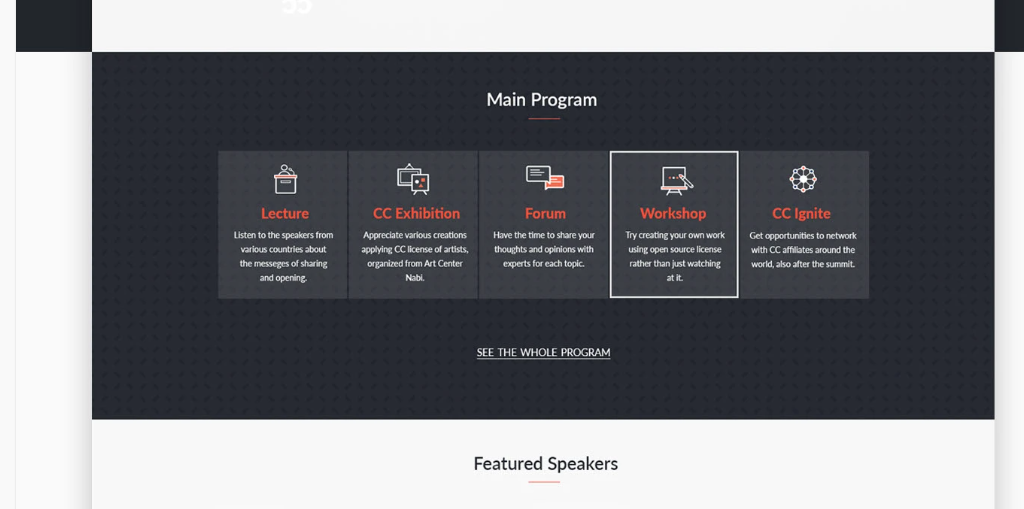 55
Main Program
Lecture
Listen to the speakers from
various countries about
the messeges of sharing
and opening.
CC Exhibition
Appreciate various creations
applying CC license of artists,
organized from Art Center
Nabi.
Forum
Have the time to share your
thoughts and opinions with
experts for each topic.
Workshop
Try creating your own work
using open source license
rather than just watching
at it.
CC Ignite
Get opportunities to network
with CC affiliates around the
world, also after the summit.
SEE THE WHOLE PROGRAM
Featured Speakers